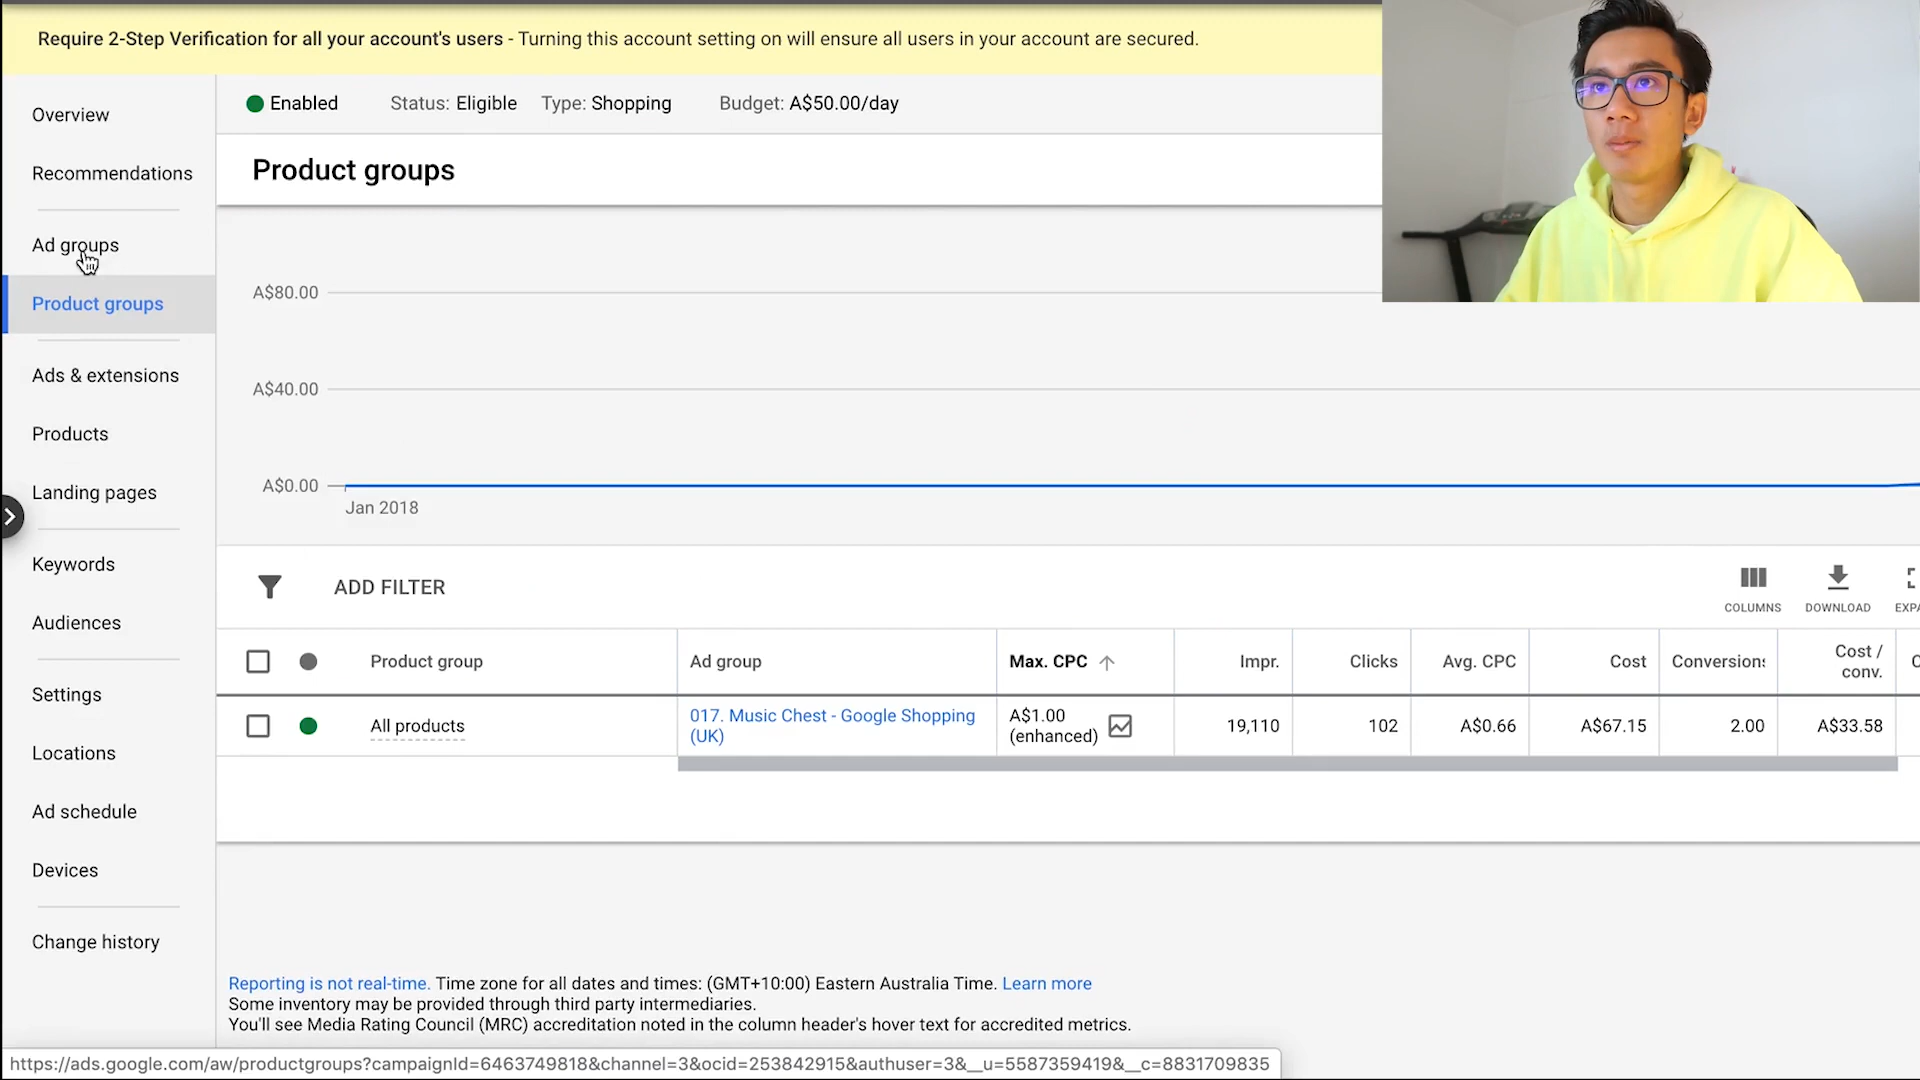 Require 2-Step Verification for all your account's users - Turning this account setting on will ensure all users in your account are secured.
Enabled Status: Eligible Type: Shopping Budget: A$50.00/day
Product groups
Overview
Recommendations
Ad groups
Product groups
Ads & extensions
Products
Landing pages
Keywords
Audiences
Settings
Locations
Ad schedule
Devices
Change history
A$80.00
A$40.00
A$0.00
Jan 2018
ADD FILTER
COLUMNS DOWNLOAD
Product group Ad group Max. CPC Impr. Clicks Avg. CPC Cost Conversions Cost / conv.
All products 017. Music Chest - Google Shopping (UK) A$1.00 (enhanced) 19,110 102 A$0.66 A$67.15 2.00 A$33.58
Reporting is not real-time. Time zone for all dates and times: (GMT+10:00) Eastern Australia Time. Learn more
Some inventory may be provided through third party intermediaries.
You'll see Media Rating Council (MRC) accreditation noted in the column header's hover text for accredited metrics.
https://ads.google.com/aw/productgroups?campaignId=6463749818&channel=3&ocid=253842915&authuser=3&__u=5587359419&__c=8831709835